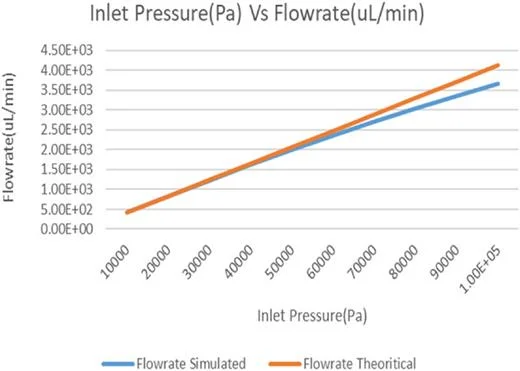 Inlet Pressure(Pa) Vs Flowrate(uL/min)
4.50E+03
4.00E+03
3.50E+03
3.00E+03
2.50E+03
2.00E+03
1.50E+03
1.00E+03
5.00E+02
0.00E+00
Flowrate(uL/min)
10000
20000
30000
40000
50000
60000
70000
80000
90000
1.00E+05
Inlet Pressure(Pa)
Flowrate Simulated
Flowrate Theoritical